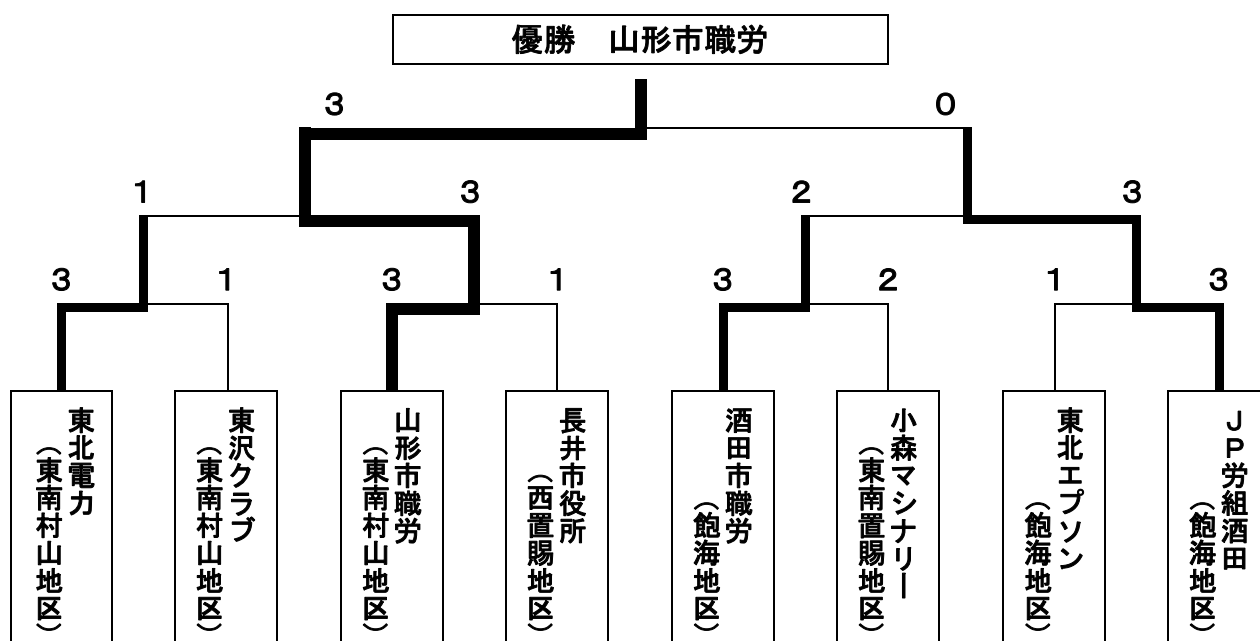 優勝　山形市職労
３
０
１
３
２
３
３
１
３
１
３
２
１
３
東北電力
（東南村山地区）
東沢クラブ
（東南村山地区）
山形市職労
（東南村山地区）
長井市役所
（西置賜地区）
酒田市職労
（飽海地区）
小森マシナリー
（東南置賜地区）
東北エプソン
（飽海地区）
ＪＰ労組酒田
（飽海地区）